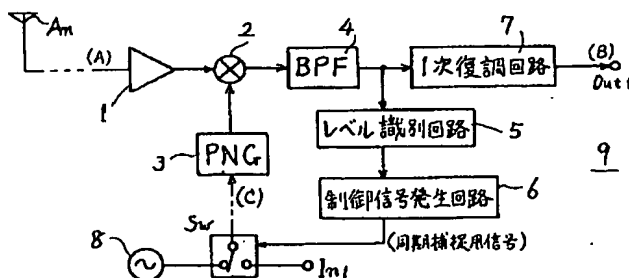 An
(A)
1
2
BPF
4
1次復調回路
7
(B)
Out1
レベル識別回路
5
9
3
PNG
(C)
制御信号発生回路
6
(同期捕捉用信号)
Sw
8
In1